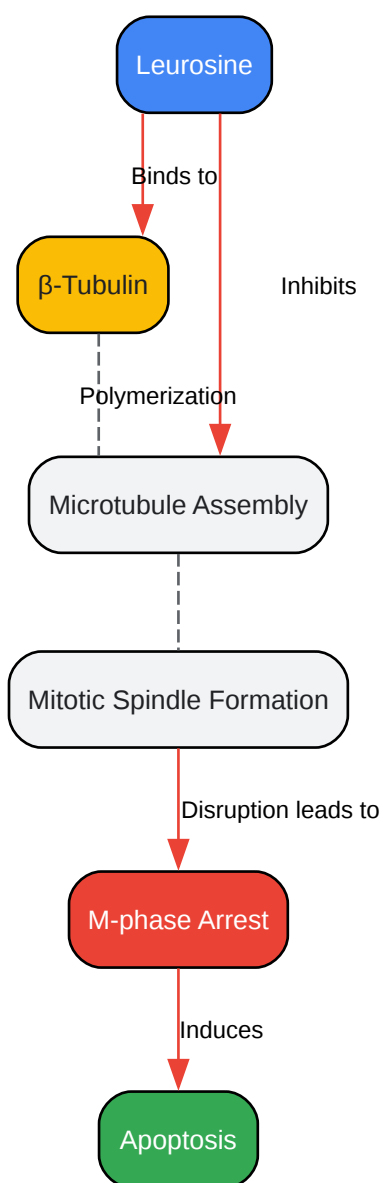 Leurosine
Binds to
β-Tubulin
Inhibits
Polymerization
Microtubule Assembly
Mitotic Spindle Formation
Disruption leads to
M-phase Arrest
Induces
Apoptosis